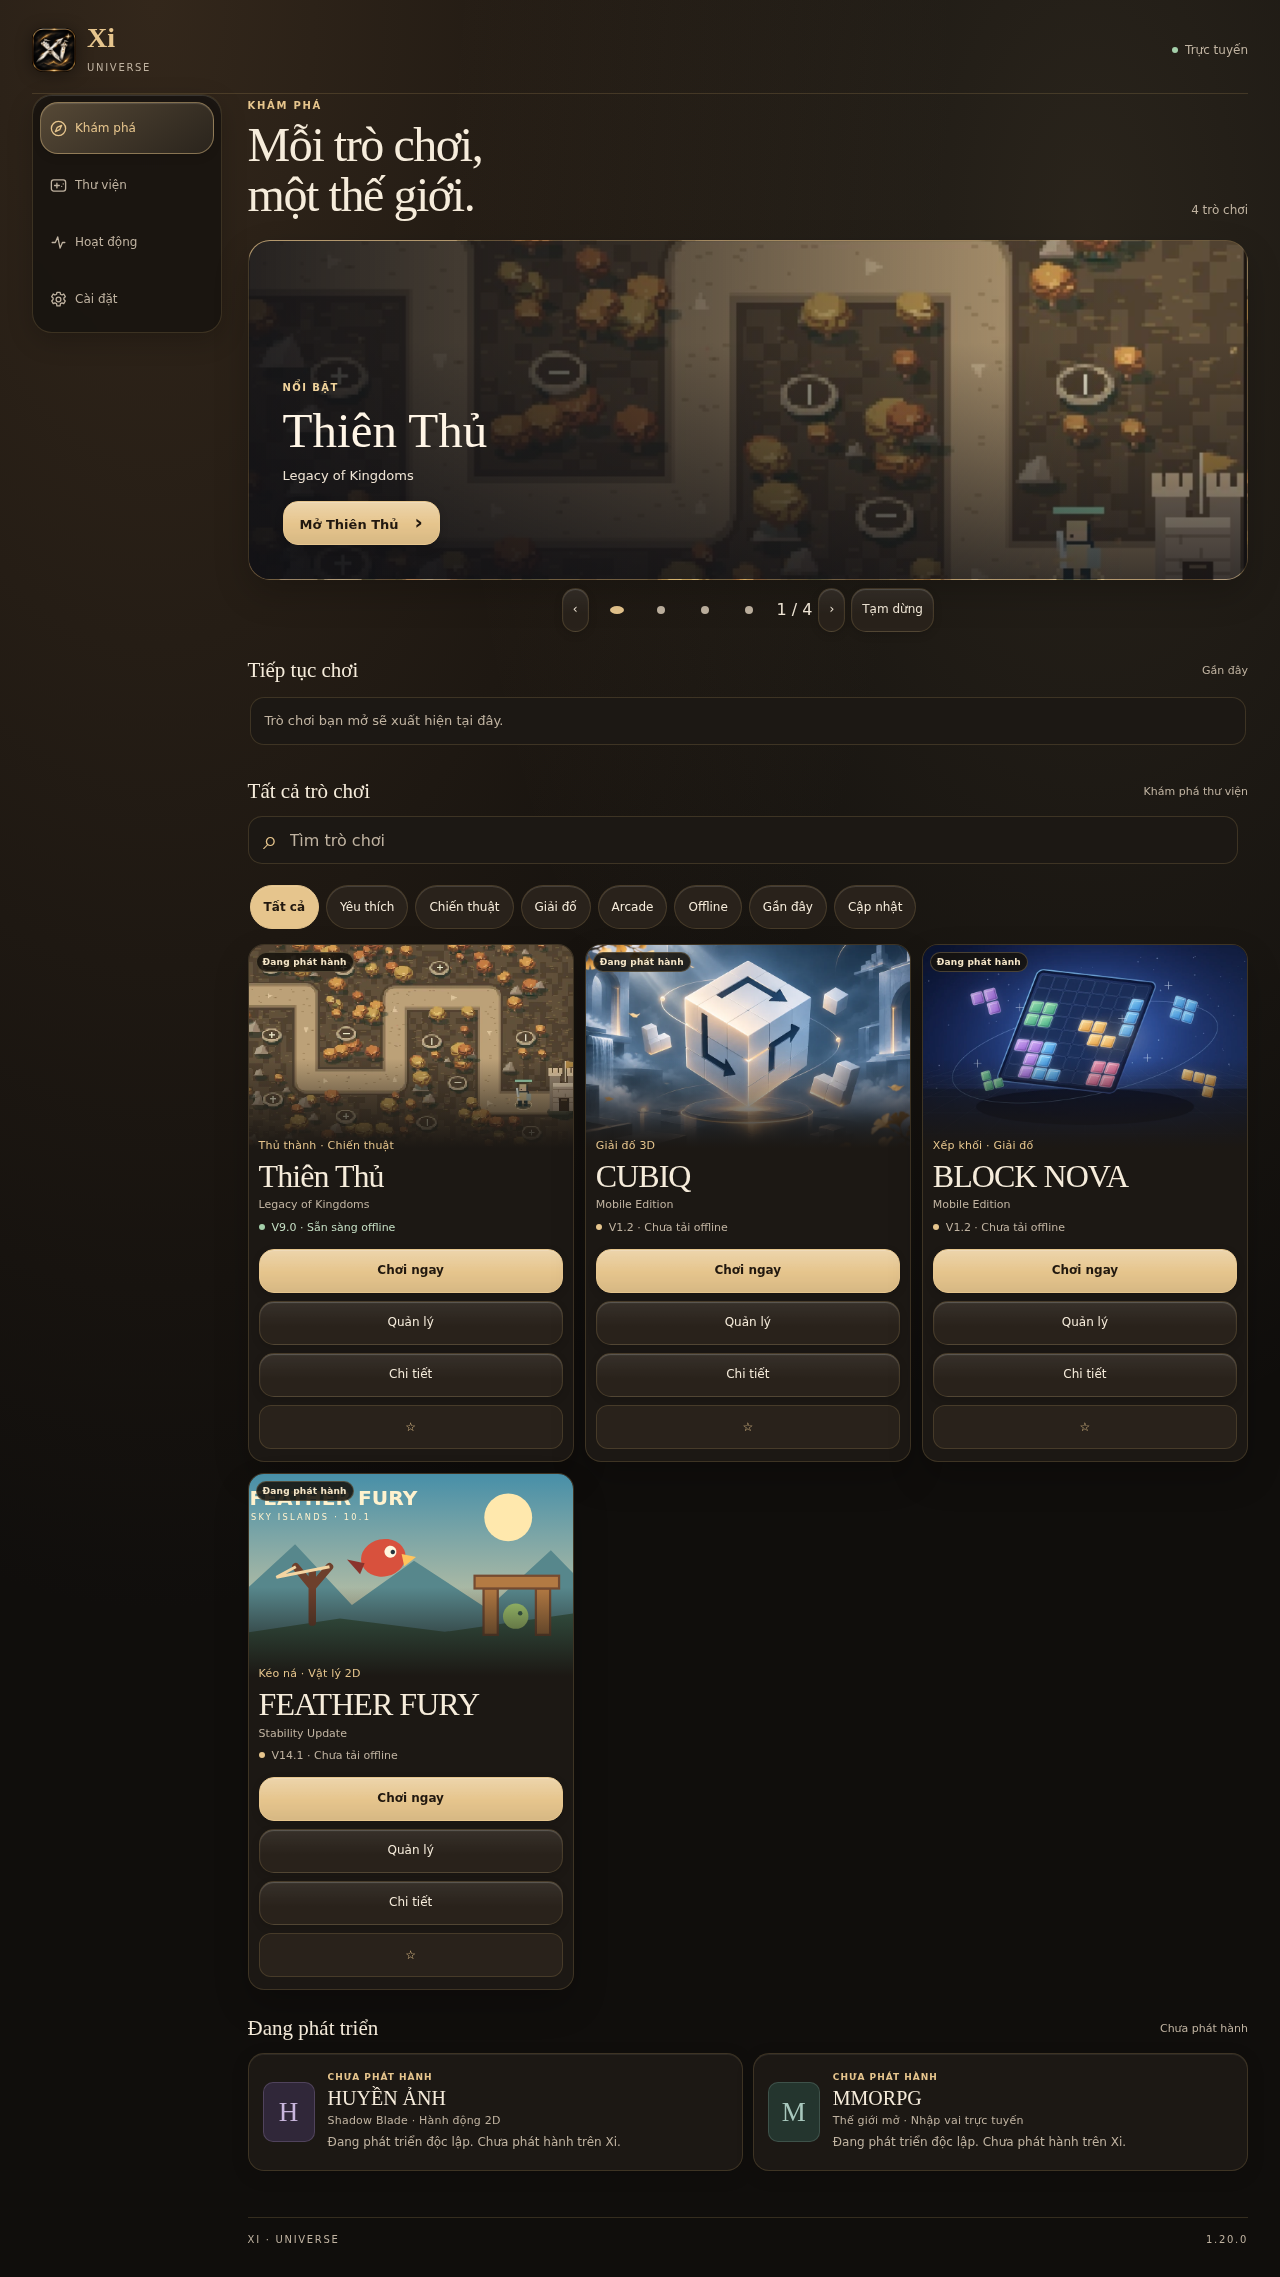 Xi
UNIVERSE
Trực tuyến
Khám phá
Thư viện
Hoạt động
Cài đặt
KHÁM PHÁ
Mỗi trò chơi,
một thế giới.
4 trò chơi
NỔI BẬT
Thiên Thủ
Legacy of Kingdoms
Mở Thiên Thủ ›
‹ 1 / 4 › Tạm dừng
Tiếp tục chơi
Gần đây
Trò chơi bạn mở sẽ xuất hiện tại đây.
Tất cả trò chơi
Khám phá thư viện
Tìm trò chơi
Tất cả Yêu thích Chiến thuật Giải đố Arcade Offline Gần đây Cập nhật
Đang phát hành
Thủ thành · Chiến thuật
Thiên Thủ
Legacy of Kingdoms
V9.0 · Sẵn sàng offline
Chơi ngay
Quản lý
Chi tiết
☆
Đang phát hành
Giải đố 3D
CUBIQ
Mobile Edition
V1.2 · Chưa tải offline
Chơi ngay
Quản lý
Chi tiết
☆
Đang phát hành
Xếp khối · Giải đố
BLOCK NOVA
Mobile Edition
V1.2 · Chưa tải offline
Chơi ngay
Quản lý
Chi tiết
☆
Đang phát hành
FEATHER FURY
SKY ISLANDS · 10.1
Kéo ná · Vật lý 2D
FEATHER FURY
Stability Update
V14.1 · Chưa tải offline
Chơi ngay
Quản lý
Chi tiết
☆
Đang phát triển
Chưa phát hành
H
CHƯA PHÁT HÀNH
HUYỀN ẢNH
Shadow Blade · Hành động 2D
Đang phát triển độc lập. Chưa phát hành trên Xi.
M
CHƯA PHÁT HÀNH
MMORPG
Thế giới mở · Nhập vai trực tuyến
Đang phát triển độc lập. Chưa phát hành trên Xi.
XI · UNIVERSE
1.20.0